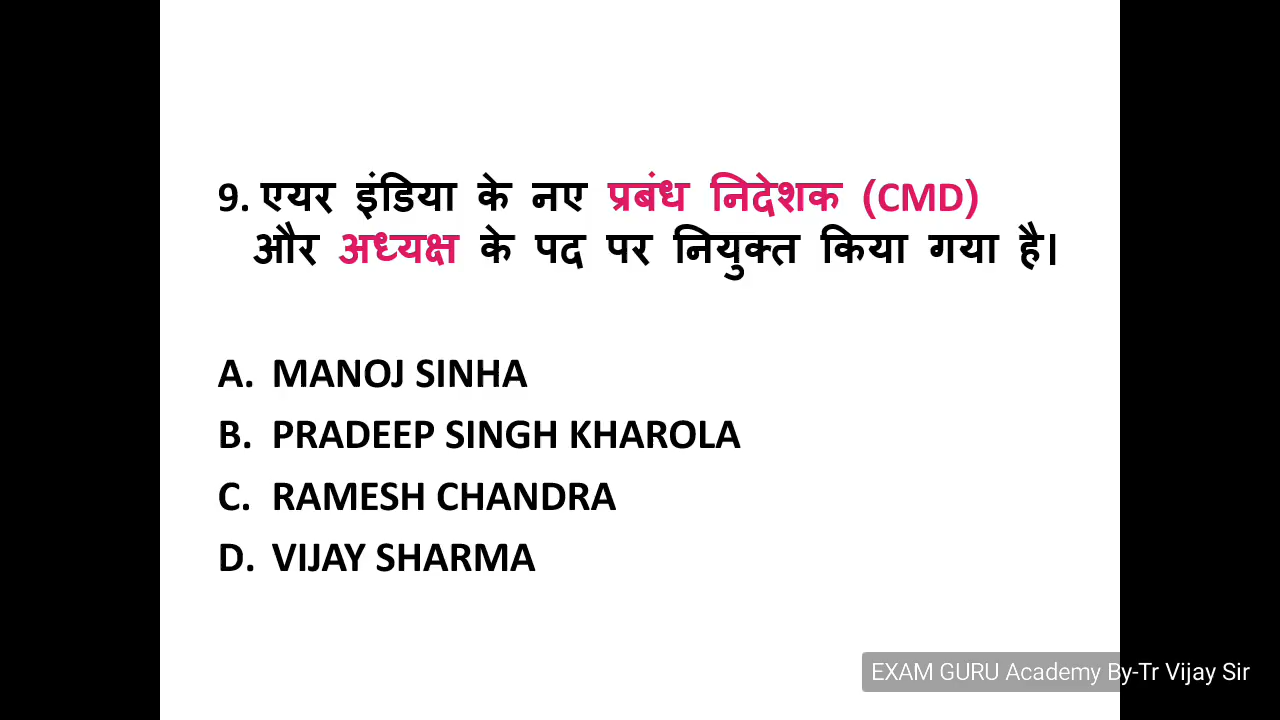 9. एयर इंडिया के नए प्रबंध निदेशक (CMD)
और अध्यक्ष के पद पर नियुक्त किया गया है।
A. MANOJ SINHA
B. PRADEEP SINGH KHAROLA
C. RAMESH CHANDRA
D. VIJAY SHARMA
EXAM GURU Academy By-Tr Vijay Sir